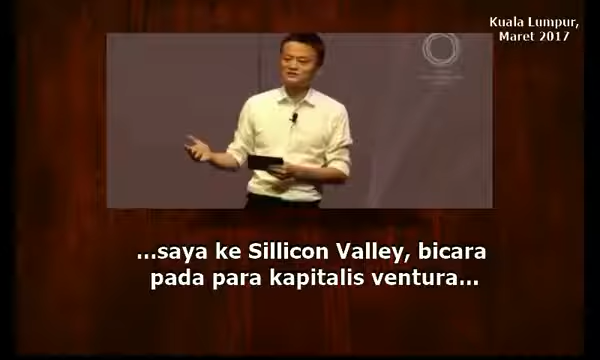 Kuala Lumpur,
Maret 2017
...saya ke Sillicon Valley, bicara
pada para kapitalis ventura...